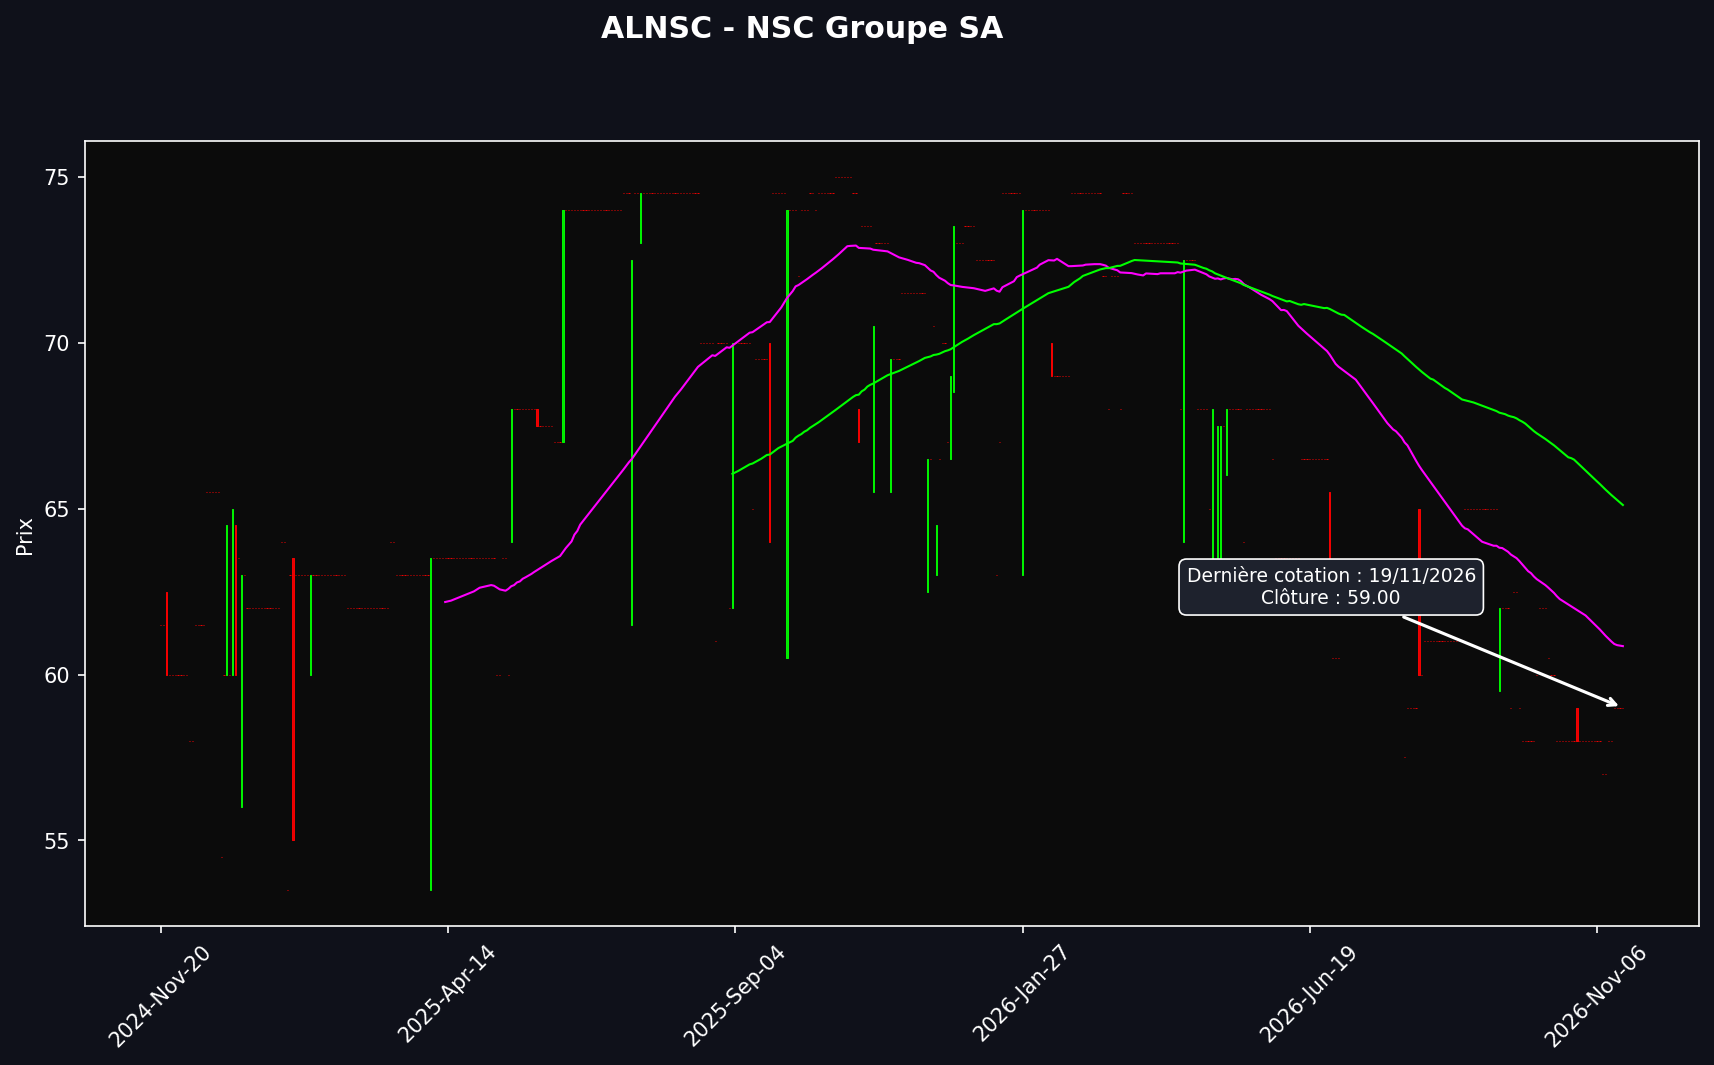 ALNSC - NSC Groupe SA
75
70
65
60
55
Prix
Dernière cotation : 19/11/2026
Clôture : 59.00
2024-Nov-20
2025-Apr-14
2025-Sep-04
2026-Jan-27
2026-Jun-19
2026-Nov-06